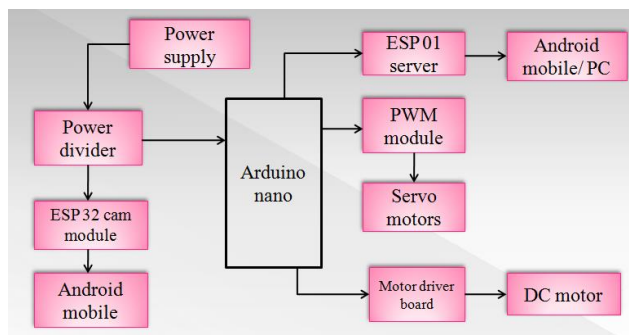 Power
supply
ESP 01
server
Android
mobile/ PC
Power
divider
Arduino
nano
PWM
module
Servo
motors
ESP 32 cam
module
Android
mobile
Motor driver
board
DC motor